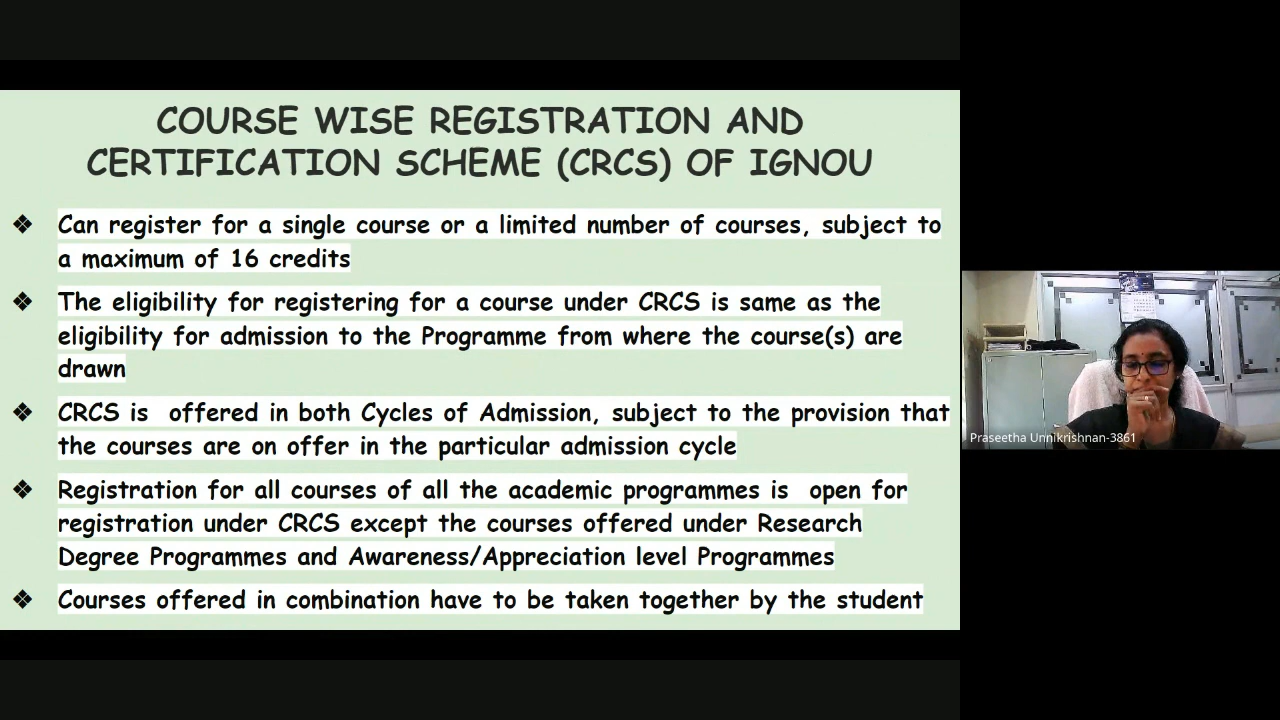 COURSE WISE REGISTRATION AND
CERTIFICATION SCHEME (CRCS) OF IGNOU
❖ Can register for a single course or a limited number of courses, subject to
a maximum of 16 credits
❖ The eligibility for registering for a course under CRCS is same as the
eligibility for admission to the Programme from where the course(s) are
drawn
❖ CRCS is offered in both Cycles of Admission, subject to the provision that
the courses are on offer in the particular admission cycle
❖ Registration for all courses of all the academic programmes is open for
registration under CRCS except the courses offered under Research
Degree Programmes and Awareness/Appreciation level Programmes
❖ Courses offered in combination have to be taken together by the student
Praseetha Unnikrishnan-3861